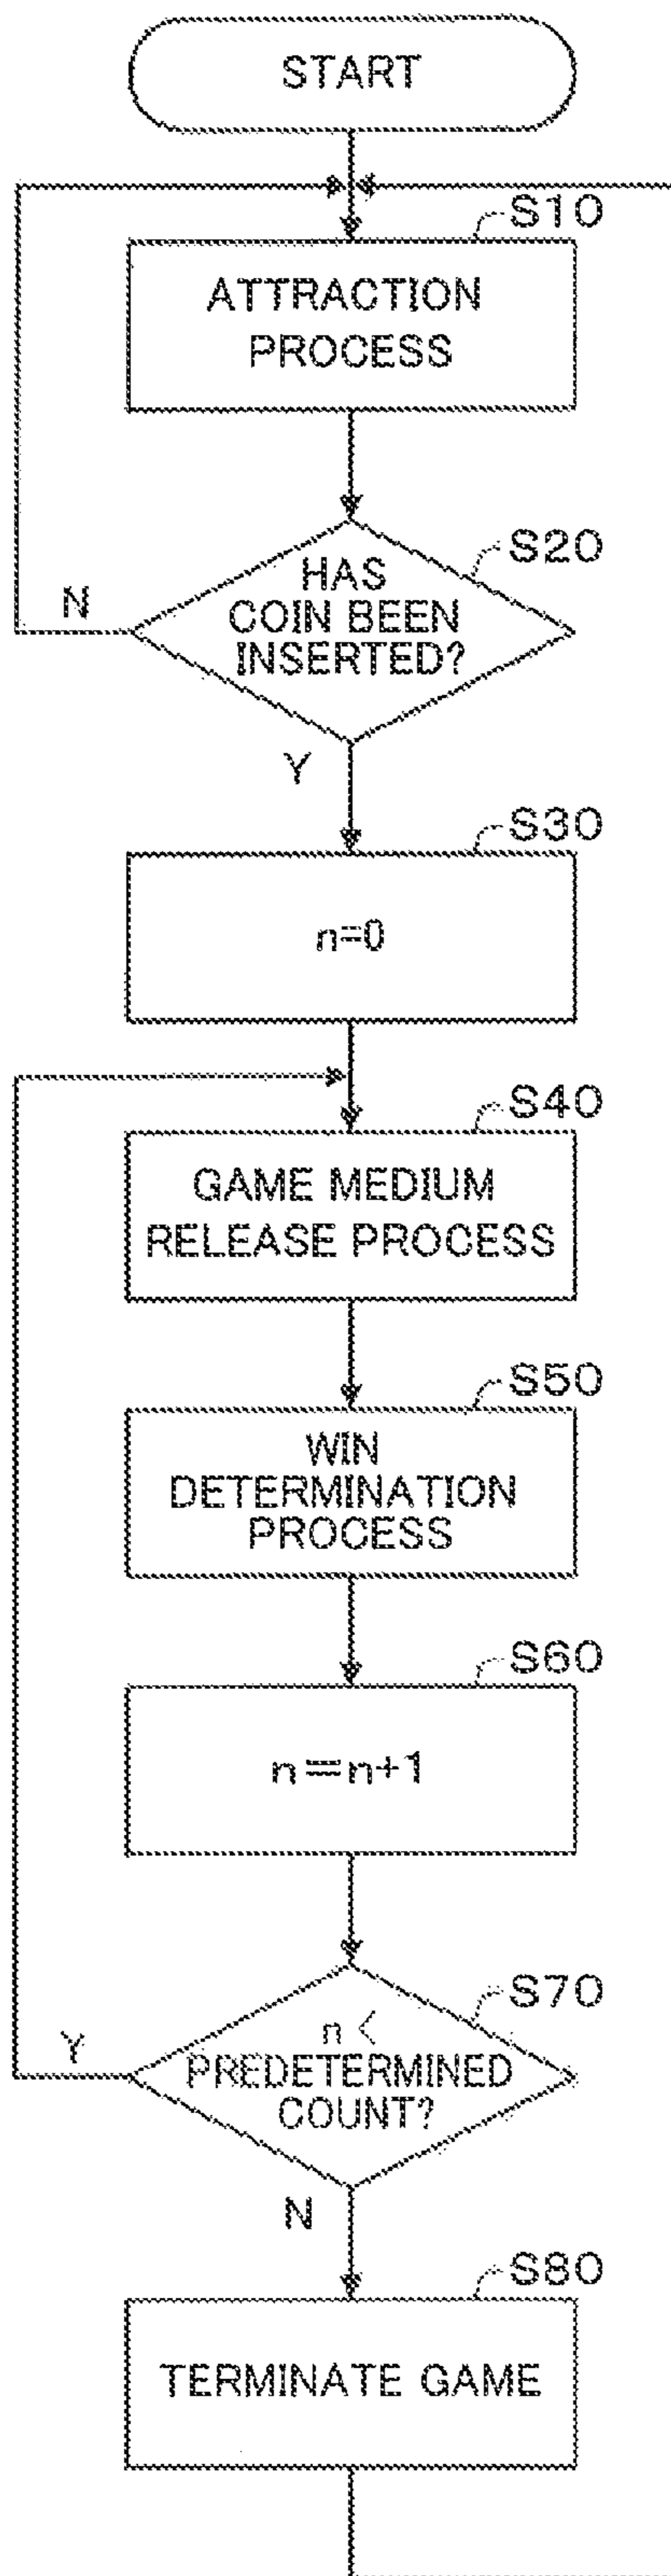 START
S10
ATTRACTION
PROCESS
S20
HAS
COIN BEEN
INSERTED?
N
Y
S30
n=0
S40
GAME MEDIUM
RELEASE PROCESS
S50
WIN
DETERMINATION
PROCESS
S60
n=n+1
S70
n <
PREDETERMINED
COUNT?
Y
N
S80
TERMINATE GAME